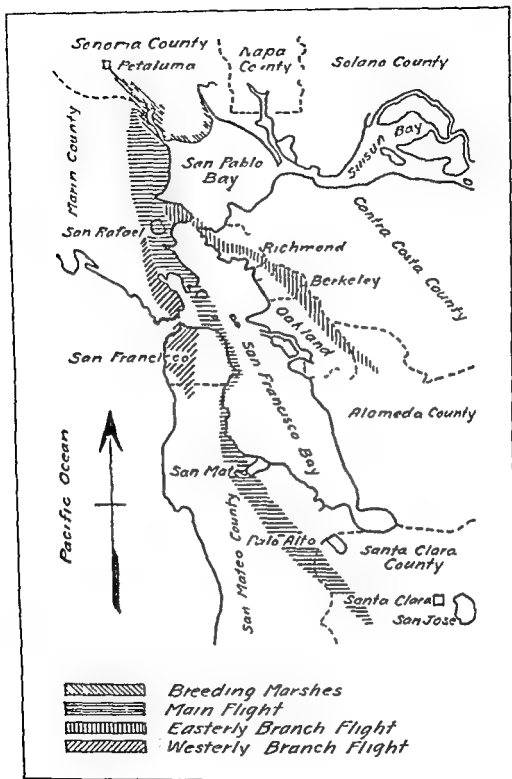 Sonoma County
Petaluma
Napa
County
Solano County
Marin County
San Pablo
Bay
Suisun Bay
San Rafael
Richmond
Berkeley
Contra Costa County
Oakland
San Francisco
San Francisco Bay
Alameda County
Pacific Ocean
San Mateo
San Mateo County
Palo Alto
Santa Clara
County
Santa Clara
San Jose
Breeding Marshes
Main Flight
Easterly Branch Flight
Westerly Branch Flight